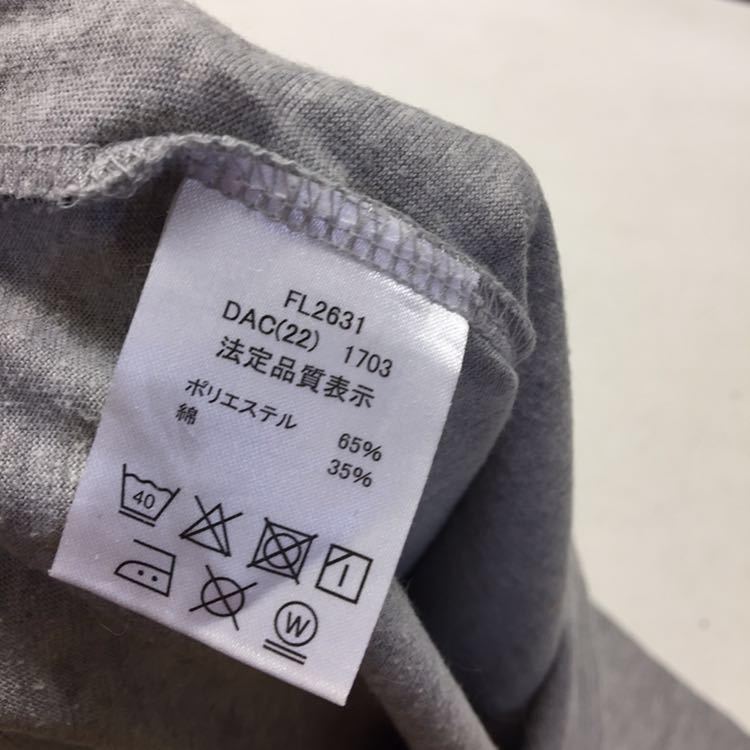 FL2631
DAC(22) 1703
法定品質表示
ポリエステル 65%
綿 35%
40
W